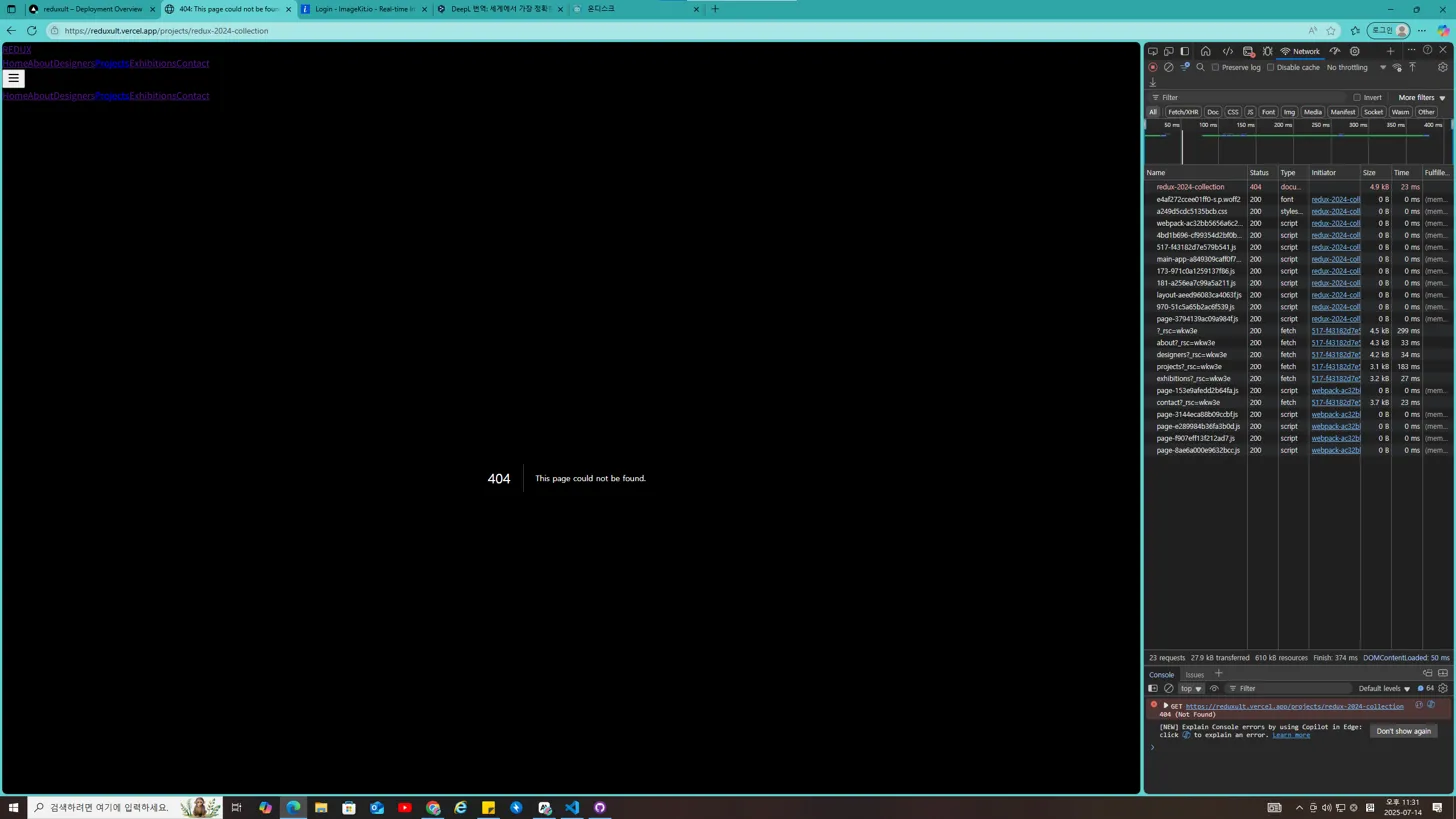 reduxult – Deployment Overview
404: This page could not be foun
Login - ImageKit.io - Real-time In
DeepL 번역: 세계에서 가장 정확한
온디스크
https://reduxult.vercel.app/projects/redux-2024-collection
로그인
REDUX
HomeAboutDesignersProjectsExhibitionsContact
HomeAboutDesignersProjectsExhibitionsContact
404
This page could not be found.
Network
Preserve log
Disable cache
No throttling
Filter
Invert
More filters
All Fetch/XHR Doc CSS JS Font Img Media Manifest Socket Wasm Other
50 ms 100 ms 150 ms 200 ms 250 ms 300 ms 350 ms 400 ms
Name Status Type Initiator Size Time Fulfille...
redux-2024-collection 404 docu... 4.9 kB 23 ms
e4af272ccee01ff0-s.p.woff2 200 font redux-2024-coll 0 B 0 ms (mem...
a249d5cdc5135bcb.css 200 styles... redux-2024-coll 0 B 0 ms (mem...
webpack-ac32bb5656a6c2... 200 script redux-2024-coll 0 B 0 ms (mem...
4bd1b696-cf99354d2bf0b... 200 script redux-2024-coll 0 B 0 ms (mem...
517-f43182d7e579b541.js 200 script redux-2024-coll 0 B 0 ms (mem...
main-app-a849309caff0f7... 200 script redux-2024-coll 0 B 0 ms (mem...
173-971c0a1259137f86.js 200 script redux-2024-coll 0 B 0 ms (mem...
181-a256ea7c99a5a211.js 200 script redux-2024-coll 0 B 0 ms (mem...
layout-aeed96083ca4063f.js 200 script redux-2024-coll 0 B 0 ms (mem...
970-51c5a65b2ac6f539.js 200 script redux-2024-coll 0 B 0 ms (mem...
page-3794139ac09a984f.js 200 script redux-2024-coll 0 B 0 ms (mem...
?_rsc=wkw3e 200 fetch 517-f43182d7e5 4.5 kB 299 ms
about?_rsc=wkw3e 200 fetch 517-f43182d7e5 4.3 kB 33 ms
designers?_rsc=wkw3e 200 fetch 517-f43182d7e5 4.2 kB 34 ms
projects?_rsc=wkw3e 200 fetch 517-f43182d7e5 3.1 kB 183 ms
exhibitions?_rsc=wkw3e 200 fetch 517-f43182d7e5 3.2 kB 27 ms
page-153e9afedd2b64fa.js 200 script webpack-ac32bl 0 B 0 ms (mem...
contact?_rsc=wkw3e 200 fetch 517-f43182d7e5 3.7 kB 23 ms
page-3144eca88b09ccbf.js 200 script webpack-ac32bl 0 B 0 ms (mem...
page-e289984b36fa3b0d.js 200 script webpack-ac32bl 0 B 0 ms (mem...
page-f907eff13f212ad7.js 200 script webpack-ac32bl 0 B 0 ms (mem...
page-8ae6a000e9632bcc.js 200 script webpack-ac32bl 0 B 0 ms (mem...
23 requests 27.9 kB transferred 610 kB resources Finish: 374 ms DOMContentLoaded: 50 ms
Console Issues
top Filter Default levels 64
GET https://reduxult.vercel.app/projects/redux-2024-collection
404 (Not Found)
[NEW] Explain Console errors by using Copilot in Edge:
click to explain an error. Learn more
Don't show again
검색하려면 여기에 입력하세요.
오후 11:31
2025-07-14